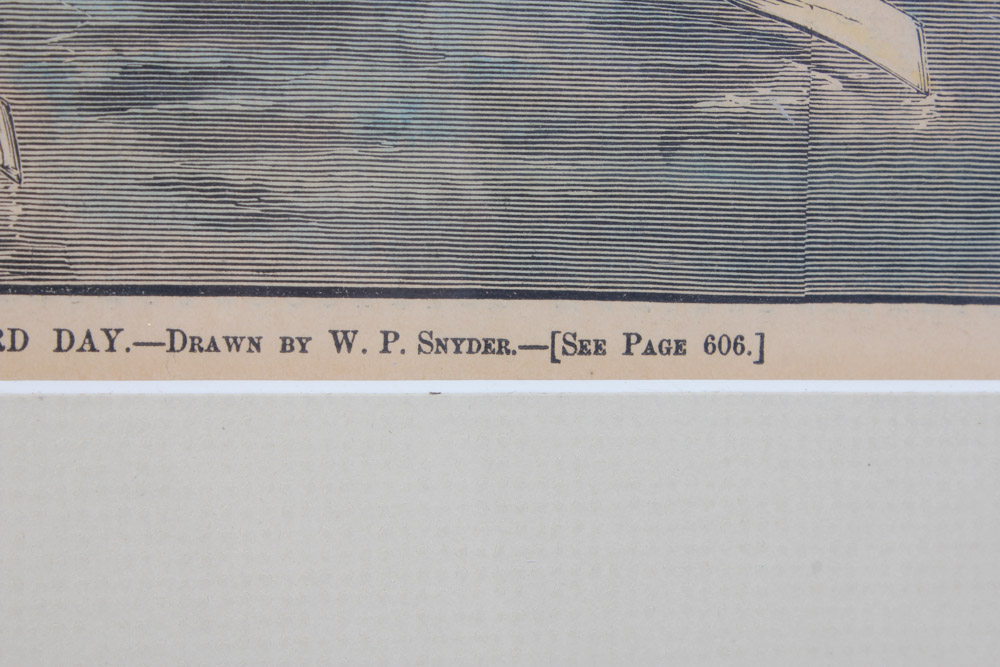 RD DAY.—Drawn by W. P. Snyder.—[See Page 606.]